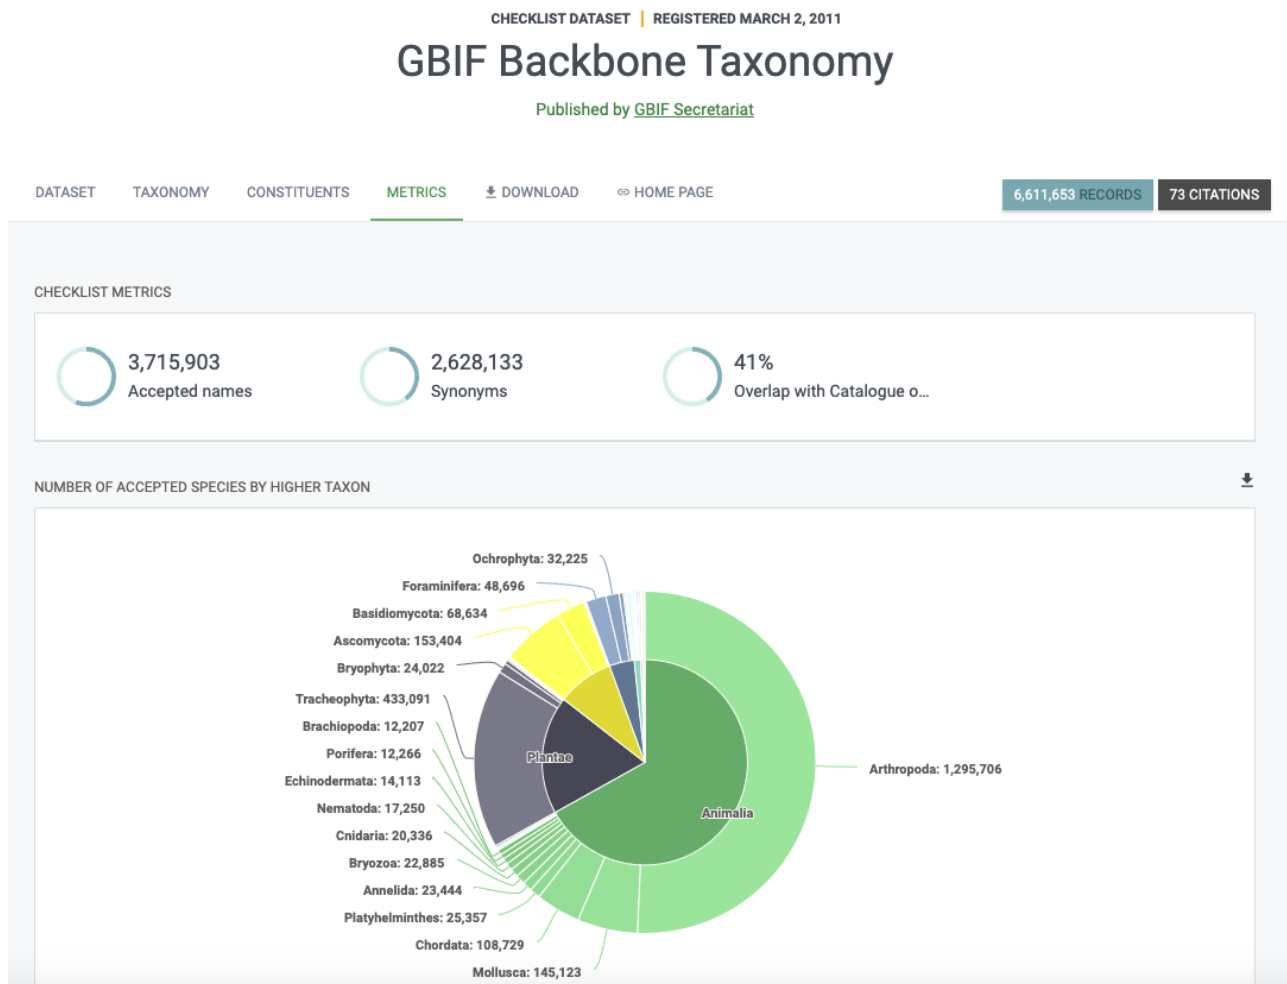 CHECKLIST DATASET | REGISTERED MARCH 2, 2011
GBIF Backbone Taxonomy
Published by GBIF Secretariat
DATASET TAXONOMY CONSTITUENTS METRICS DOWNLOAD HOME PAGE 6,611,653 RECORDS 73 CITATIONS
CHECKLIST METRICS
3,715,903 2,628,133 41%
Accepted names Synonyms Overlap with Catalogue o...
NUMBER OF ACCEPTED SPECIES BY HIGHER TAXON
Ochrophyta: 32,225
Foraminifera: 48,696
Basidiomycota: 68,634
Ascomycota: 153,404
Bryophyta: 24,022
Tracheophyta: 433,091
Brachiopoda: 12,207
Porifera: 12,266
Plantae
Arthropoda: 1,295,706
Echinodermata: 14,113
Nematoda: 17,250
Animalia
Cnidaria: 20,336
Bryozoa: 22,885
Annelida: 23,444
Platyhelminthes: 25,357
Chordata: 108,729
Mollusca: 145,123